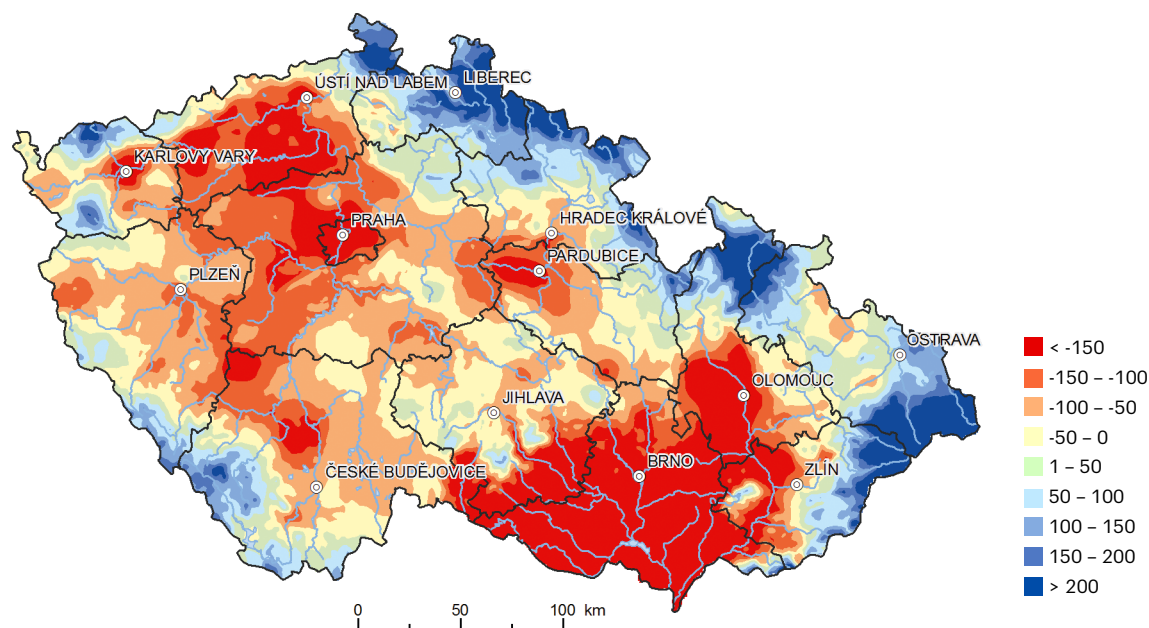 ÚSTÍ NAD LABEM
LIBEREC
KARLOVY VARY
PRAHA
HRADEC KRÁLOVÉ
PARDUBICE
PLZEŇ
OSTRAVA
OLOMOUC
JIHLAVA
BRNO
ZLÍN
ČESKÉ BUDĚJOVICE
< -150
-150 – -100
-100 – -50
-50 – 0
1 – 50
50 – 100
100 – 150
150 – 200
> 200
0 50 100 km